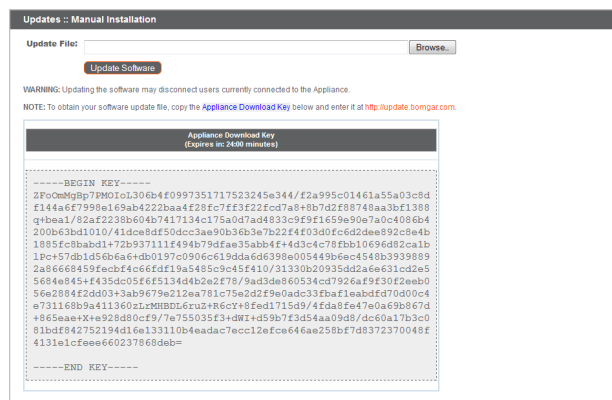 Updates :: Manual Installation
Update File:
Browse..
Update Software
WARNING: Updating the software may disconnect users currently connected to the Appliance.
NOTE: To obtain your software update file, copy the Appliance Download Key below and enter it at http://update.bomgar.com.
Appliance Download Key
(Expires in: 24:00 minutes)
-----BEGIN KEY-----
ZFoOmMgBp7PMOIoL306b4f0997351717523245e344/f2a995c01461a55a03c8d
f144a6f7998e169ab4222baa4f28fc7ff3f22fcd7a8+8b7d2f88748aa3bf1388
q+bea1/82af2238b604b7417134c175a0d7ad4833c9f9f1659e90e7a0c4086b4
200b63bd1010/41dce8df50dcc3ae90b36b3e7b22f4f03d0fc6d2dee892c8e4b
1885fc8babd1+72b937111f494b79dfae35abb4f+4d3c4c78fbb10696d82ca1b
lPc+57db1d56b6a6+db0197c0906c619dda6d6398e005449b6ec4548b3939889
2a86668459fecbf4c66fdf19a5485c9c45f410/31330b20935dd2a6e631cd2e5
5684e845+f435dc05f6f5134d4b2e2f78/9ad3de860534cd7926af9f30f2eeb0
56e2884f2dd03+3ab9679e212ea781c75e2d2f9e0adc33fbaf1eabdfd70d00c4
e731168b9a411360zLrMHBDL6ruZ+R6cY+8fed1715d9/4fda8fe47e0a69b867d
+865eae+X+e928d80cf9/7e755035f3+dWI+d59b7f3d54aa09d8/dc60a17b3c0
81bdf842752194d16e133110b4eadac7ecc12efce646ae258bf7d8372370048f
4131e1cfeee660237868deb=
-----END KEY-----